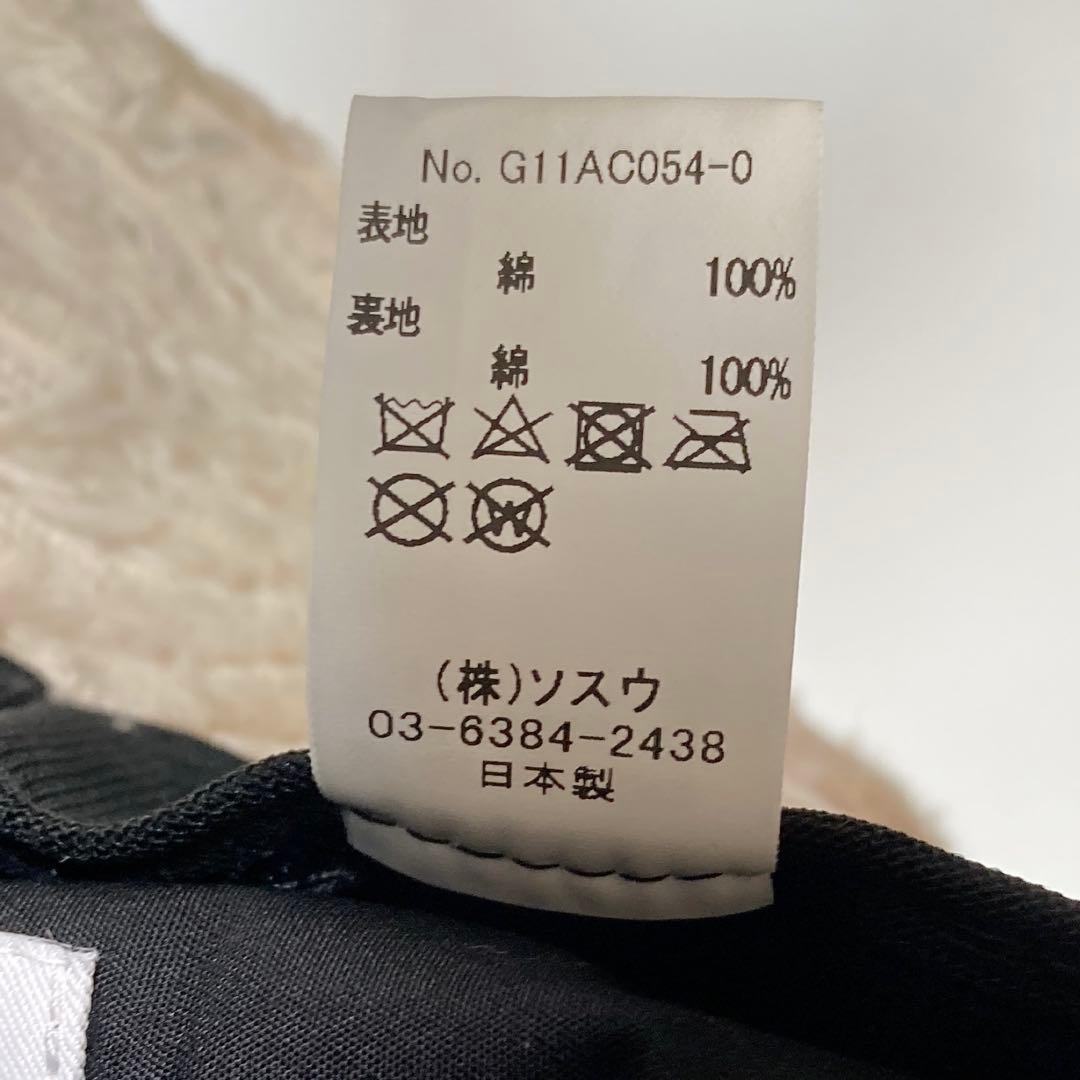 No. G11AC054-0
表地
綿 100%
裏地
綿 100%
W
(株)ソスウ
03-6384-2438
日本製